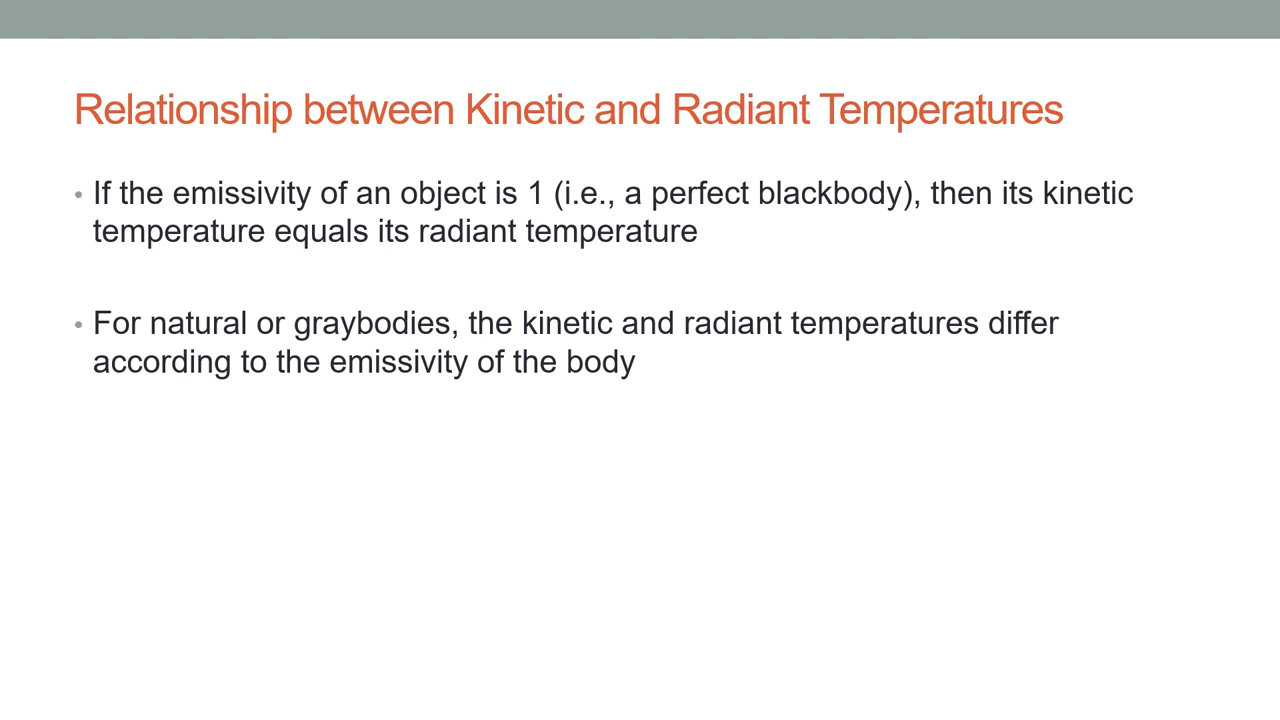 Relationship between Kinetic and Radiant Temperatures
• If the emissivity of an object is 1 (i.e., a perfect blackbody), then its kinetic
temperature equals its radiant temperature
• For natural or graybodies, the kinetic and radiant temperatures differ
according to the emissivity of the body